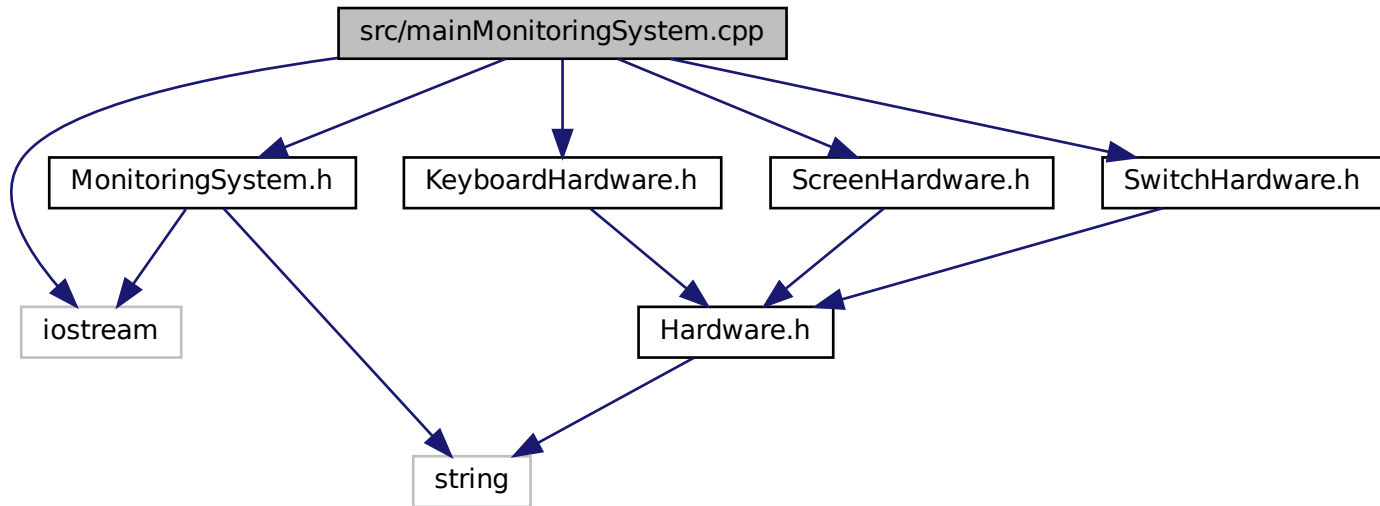 src/mainMonitoringSystem.cpp
MonitoringSystem.h
KeyboardHardware.h
ScreenHardware.h
SwitchHardware.h
iostream
Hardware.h
string